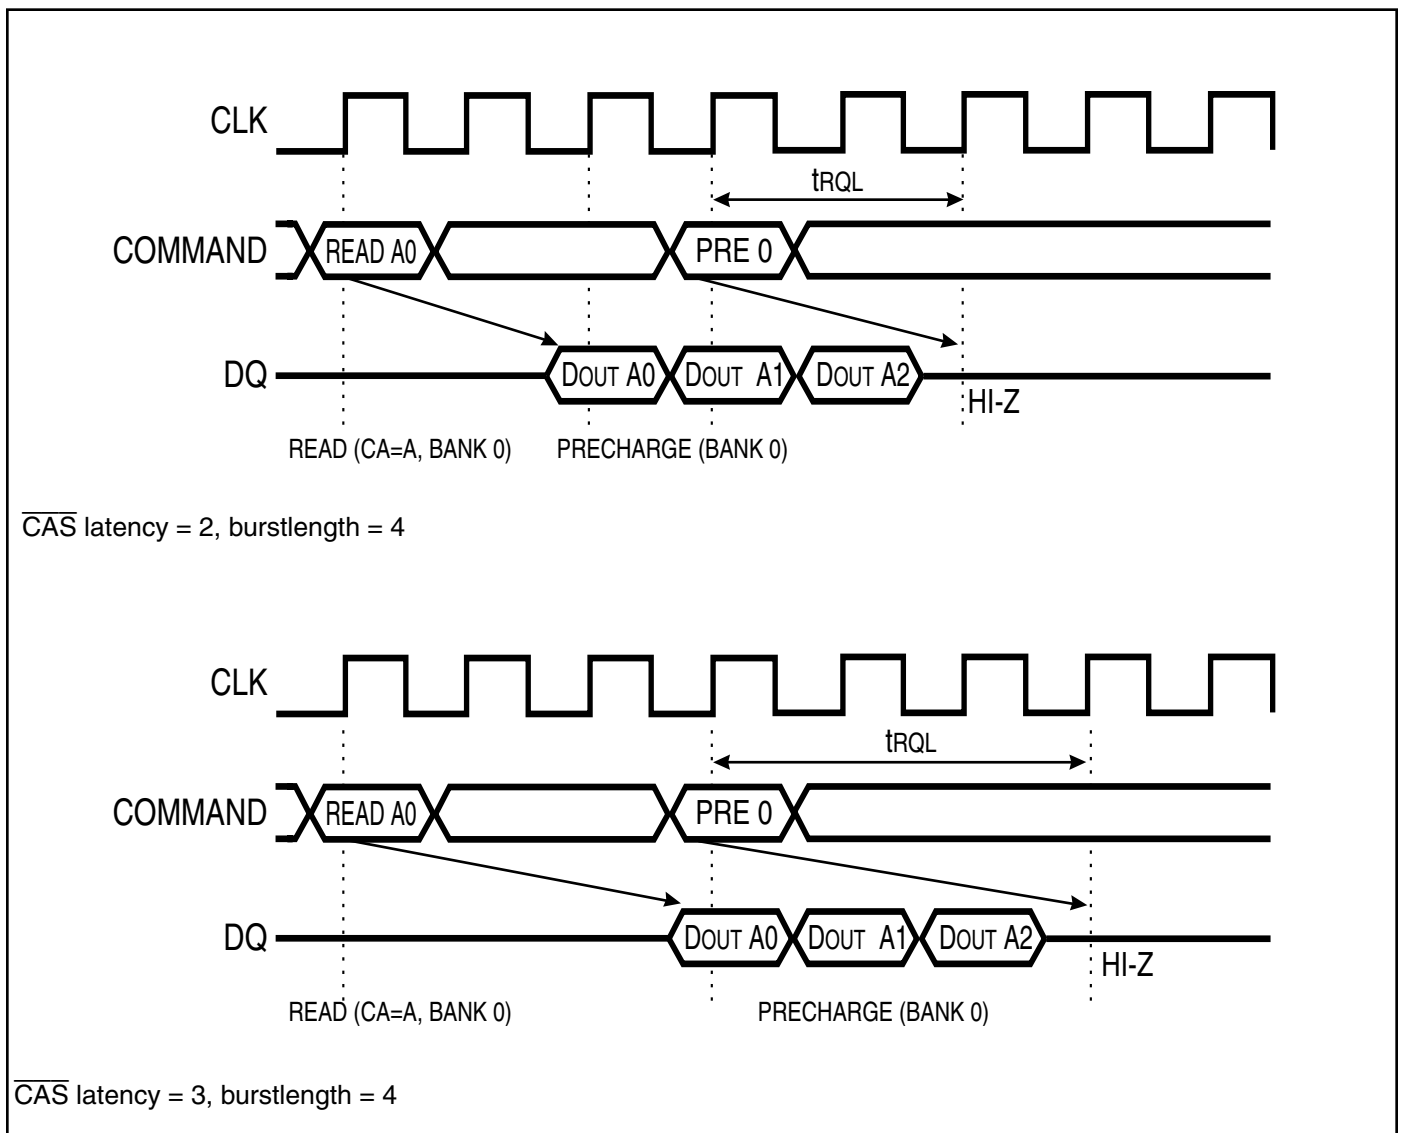 CLK
tRQL
COMMAND READ A0 PRE 0
DQ DOUT A0 DOUT A1 DOUT A2
HI-Z
READ (CA=A, BANK 0) PRECHARGE (BANK 0)
CAS latency = 2, burstlength = 4
CLK
tRQL
COMMAND READ A0 PRE 0
DQ DOUT A0 DOUT A1 DOUT A2
HI-Z
READ (CA=A, BANK 0) PRECHARGE (BANK 0)
CAS latency = 3, burstlength = 4